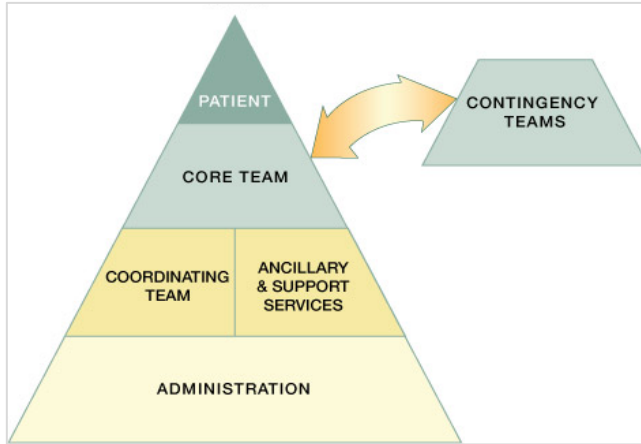 PATIENT
CONTINGENCY
TEAMS
CORE TEAM
COORDINATING
TEAM
ANCILLARY
& SUPPORT
SERVICES
ADMINISTRATION